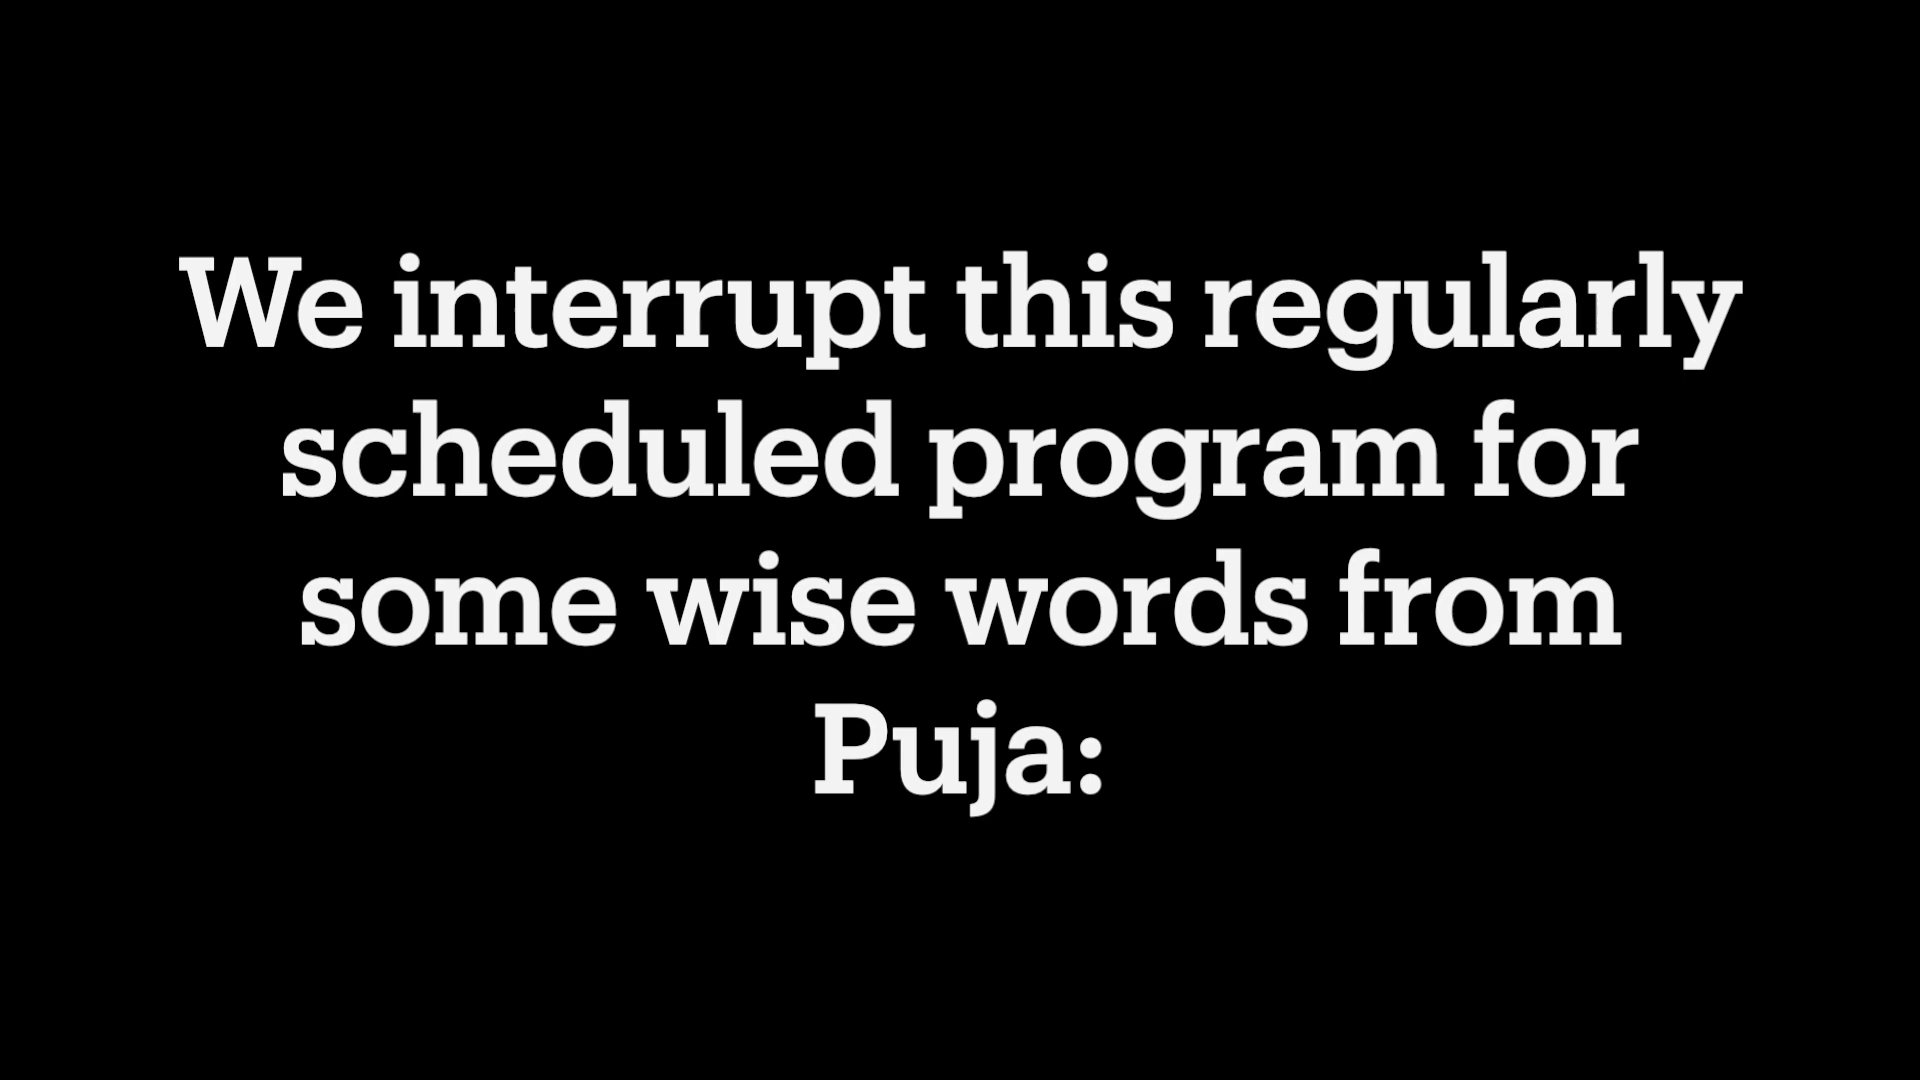 We interrupt this regularly
scheduled program for
some wise words from
Puja: